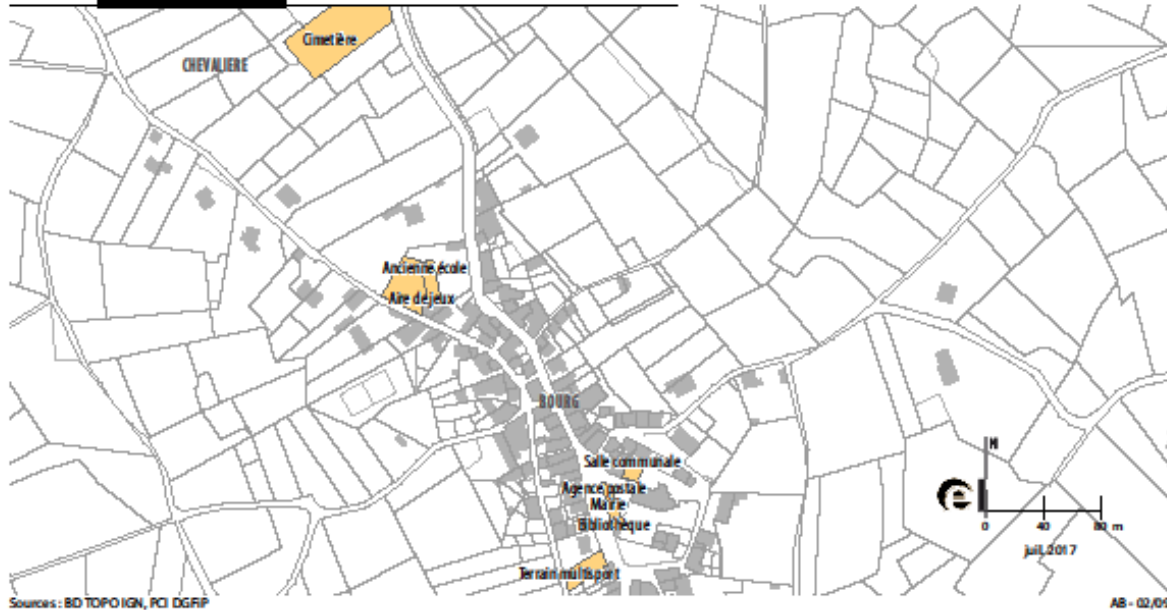 Cimetière
CHEVALIERE
Ancienne école
Aire de jeux
BOURG
Salle communale
Agence postale
Mairie
Bibliothèque
Terrain multisport
N
e
0 40 80 m
juil. 2017
Sources : BD TOPO IGN, PCI DGFiP
AB - 02/05